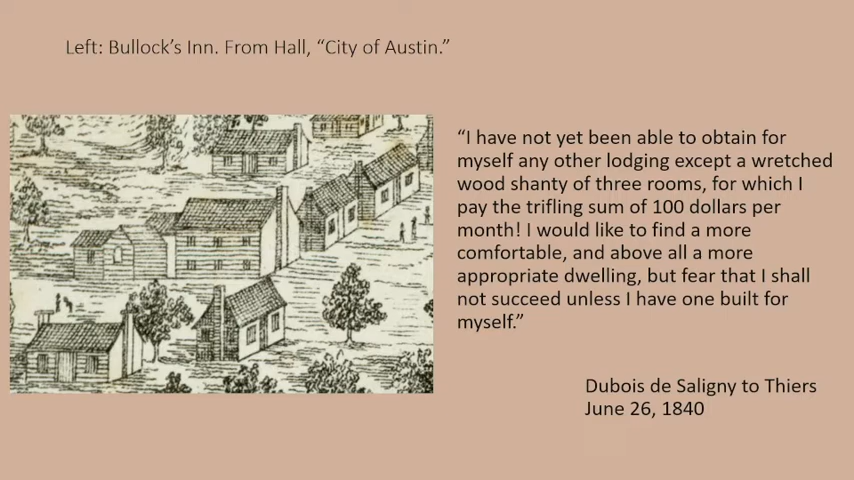 Left: Bullock’s Inn. From Hall, “City of Austin.”
“I have not yet been able to obtain for
myself any other lodging except a wretched
wood shanty of three rooms, for which I
pay the trifling sum of 100 dollars per
month! I would like to find a more
comfortable, and above all a more
appropriate dwelling, but fear that I shall
not succeed unless I have one built for
myself.”
Dubois de Saligny to Thiers
June 26, 1840